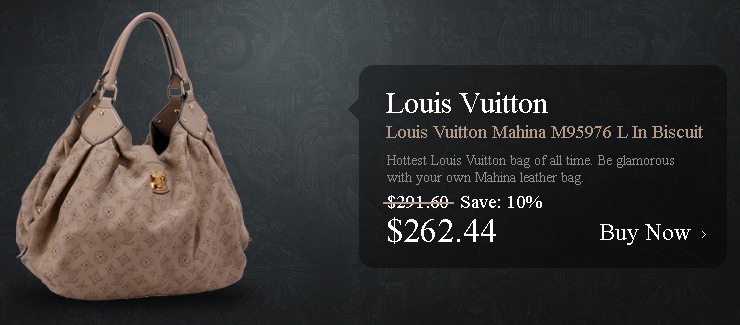 Louis Vuitton
Louis Vuitton Mahina M95976 L In Biscuit
Hottest Louis Vuitton bag of all time. Be glamorous
with your own Mahina leather bag.
$291.60 Save: 10%
$262.44
Buy Now ›